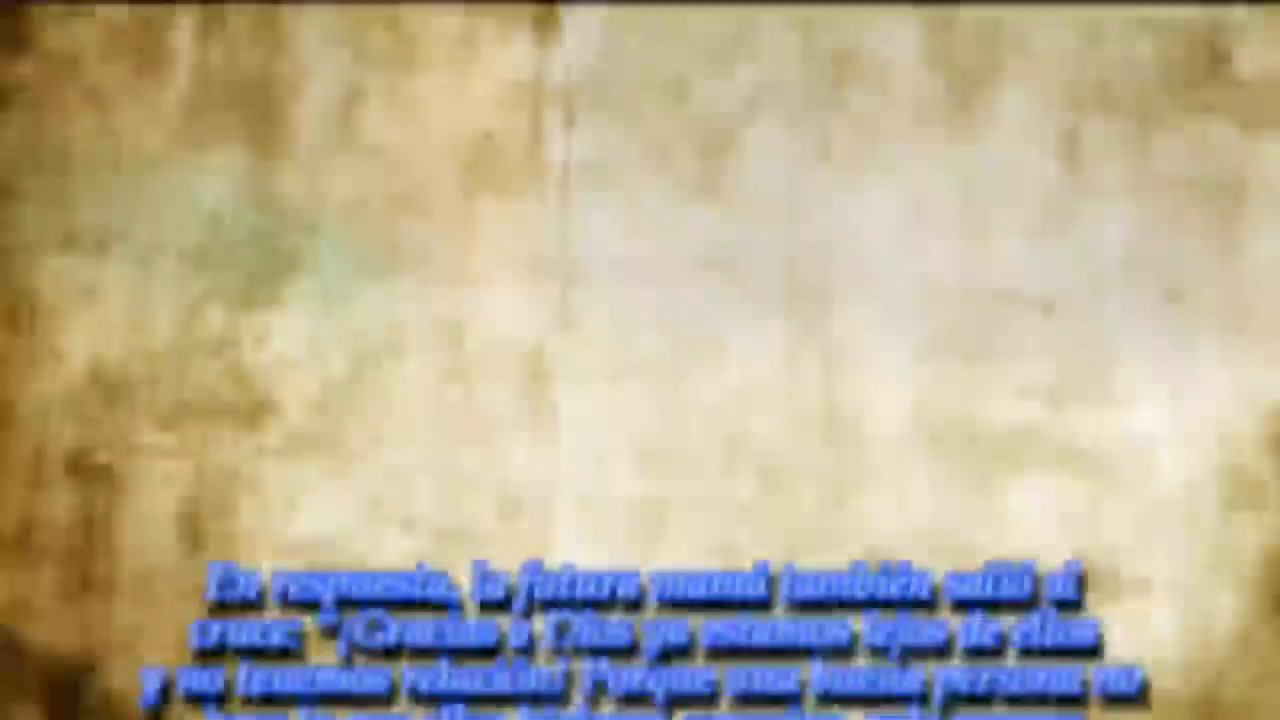 En respuesta, la futura mamá también salió al
cruce: "¡Gracias a Dios ya estamos lejos de ellos
y no tenemos relación! Porque una buena persona no